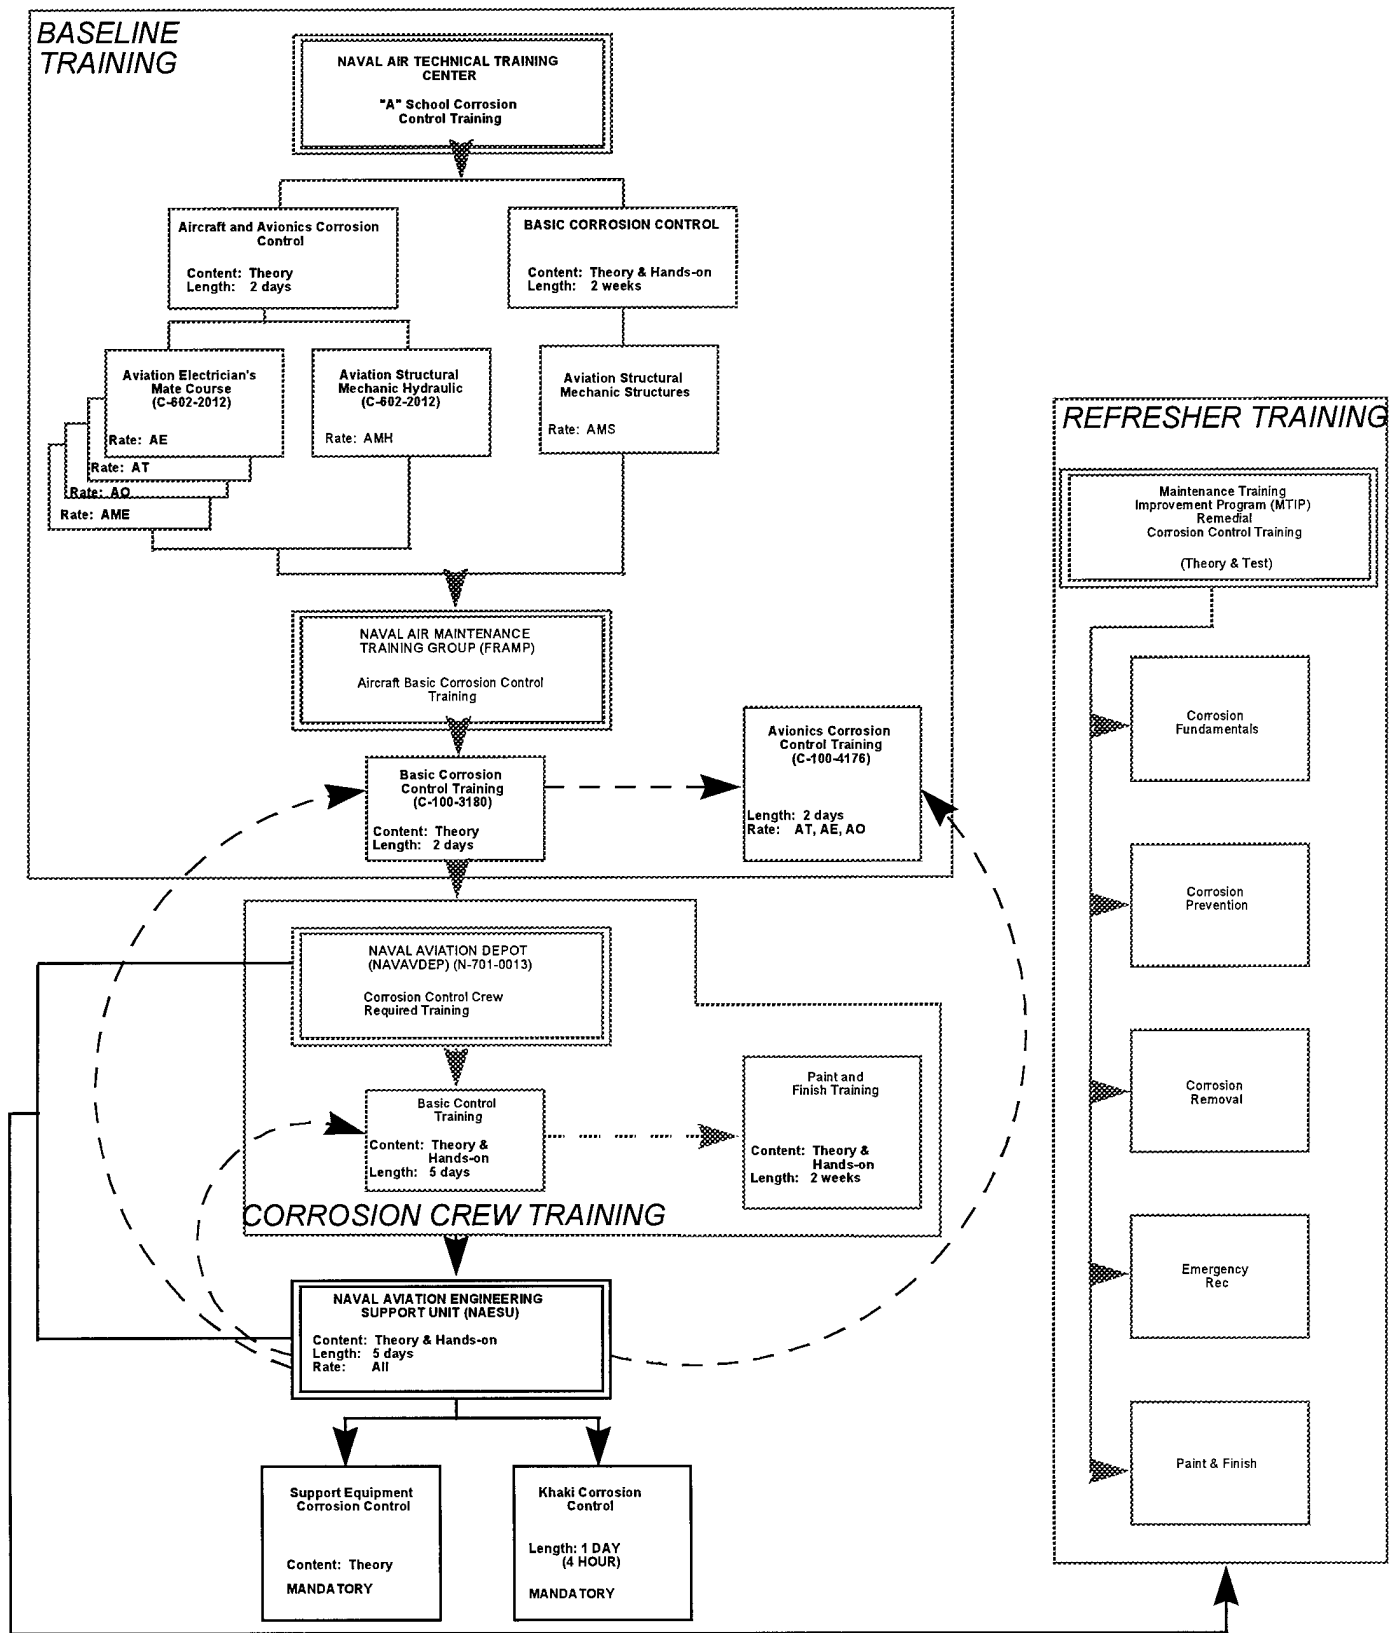 BASELINE
TRAINING
NAVAL AIR TECHNICAL TRAINING
CENTER
"A" School Corrosion
Control Training
Aircraft and Avionics Corrosion
Control
Content: Theory
Length: 2 days
BASIC CORROSION CONTROL
Content: Theory & Hands-on
Length: 2 weeks
Aviation Electrician's
Mate Course
(C-602-2012)
Rate: AE
Rate: AT
Rate: AO
Rate: AME
Aviation Structural
Mechanic Hydraulic
(C-602-2012)
Rate: AMH
Aviation Structural
Mechanic Structures
Rate: AMS
NAVAL AIR MAINTENANCE
TRAINING GROUP (FRAMP)
Aircraft Basic Corrosion Control
Training
Basic Corrosion
Control Training
(C-100-3180)
Content: Theory
Length: 2 days
Avionics Corrosion
Control Training
(C-100-4176)
Length: 2 days
Rate: AT, AE, AO
NAVAL AVIATION DEPOT
(NAVAVDEP) (N-701-0013)
Corrosion Control Crew
Required Training
Basic Control
Training
Content: Theory &
Hands-on
Length: 5 days
Paint and
Finish Training
Content: Theory &
Hands-on
Length: 2 weeks
CORROSION CREW TRAINING
NAVAL AVIATION ENGINEERING
SUPPORT UNIT (NAESU)
Content: Theory & Hands-on
Length: 5 days
Rate: All
Support Equipment
Corrosion Control
Content: Theory
MANDATORY
Khaki Corrosion
Control
Length: 1 DAY
(4 HOUR)
MANDATORY
REFRESHER TRAINING
Maintenance Training
Improvement Program (MTIP)
Remedial
Corrosion Control Training
(Theory & Test)
Corrosion
Fundamentals
Corrosion
Prevention
Corrosion
Removal
Emergency
Rec
Paint & Finish